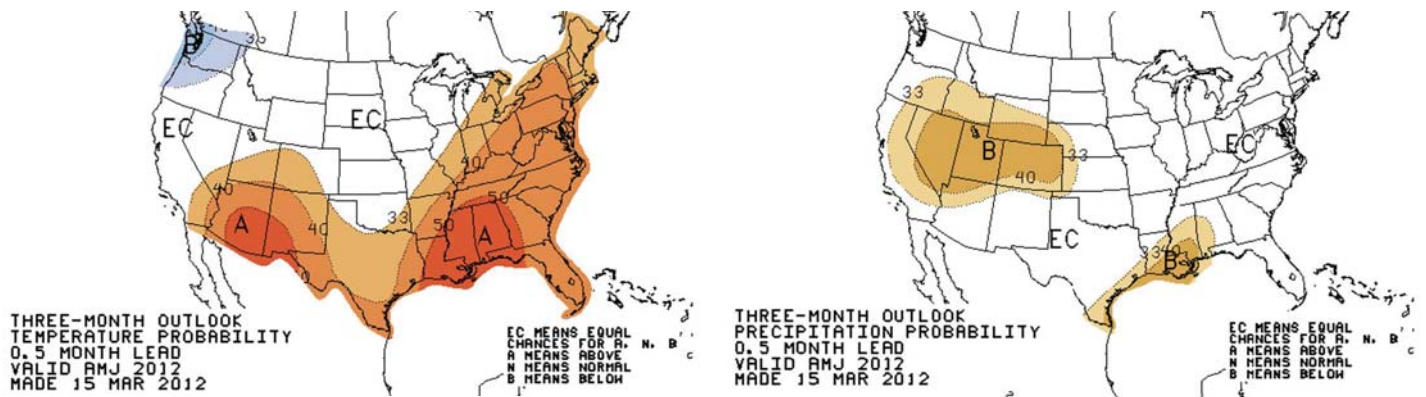 B
33
EC
EC
40
40
A
40
33
50
50
A
THREE-MONTH OUTLOOK
TEMPERATURE PROBABILITY
0.5 MONTH LEAD
VALID AMJ 2012
MADE 15 MAR 2012
EC MEANS EQUAL
CHANCES FOR A, N, B
A MEANS ABOVE
N MEANS NORMAL
B MEANS BELOW
33
B
33
40
EC
EC
33
40
B
THREE-MONTH OUTLOOK
PRECIPITATION PROBABILITY
0.5 MONTH LEAD
VALID AMJ 2012
MADE 15 MAR 2012
EC MEANS EQUAL
CHANCES FOR A, N, B
A MEANS ABOVE
N MEANS NORMAL
B MEANS BELOW